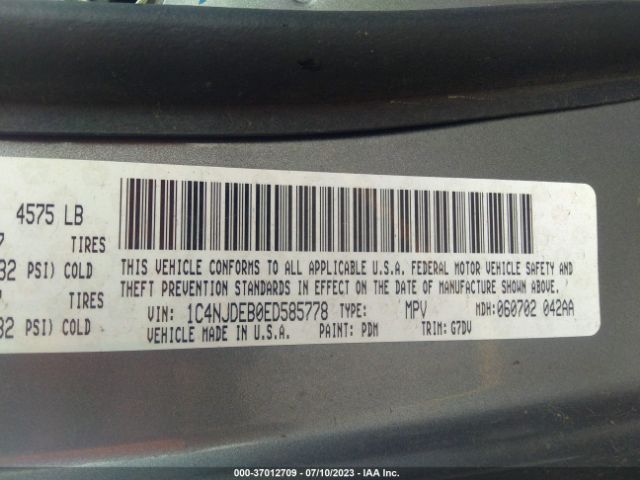 4575 LB
7 TIRES
32 PSI) COLD
TIRES
32 PSI) COLD
THIS VEHICLE CONFORMS TO ALL APPLICABLE U.S.A. FEDERAL MOTOR VEHICLE SAFETY AND
THEFT PREVENTION STANDARDS IN EFFECT ON THE DATE OF MANUFACTURE SHOWN ABOVE.
VIN: 1C4NJDEB0ED585778 TYPE: MPV MDH:060702 042AA
VEHICLE MADE IN U.S.A. PAINT: PDM TRIM: G7DV
000-37012709 - 07/10/2023 - IAA Inc.